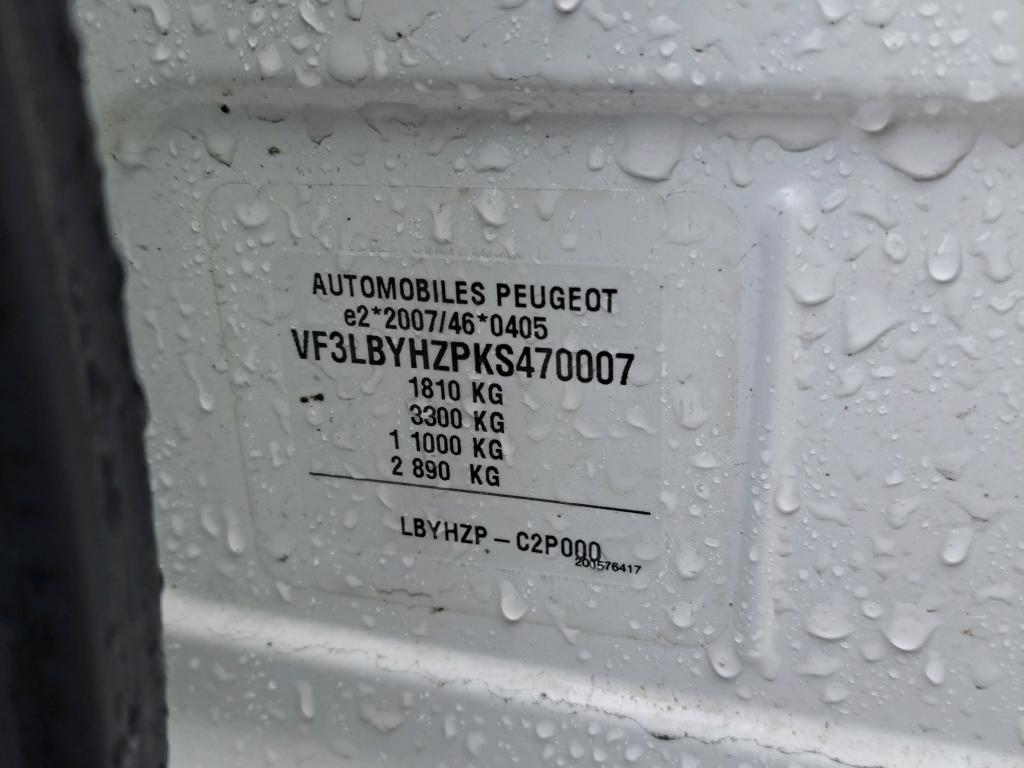 AUTOMOBILES PEUGEOT
e2*2007/46*0405
VF3LBYHZPKS470007
1810 KG
3300 KG
1 1000 KG
2 890 KG
LBYHZP – C2P000
200576417